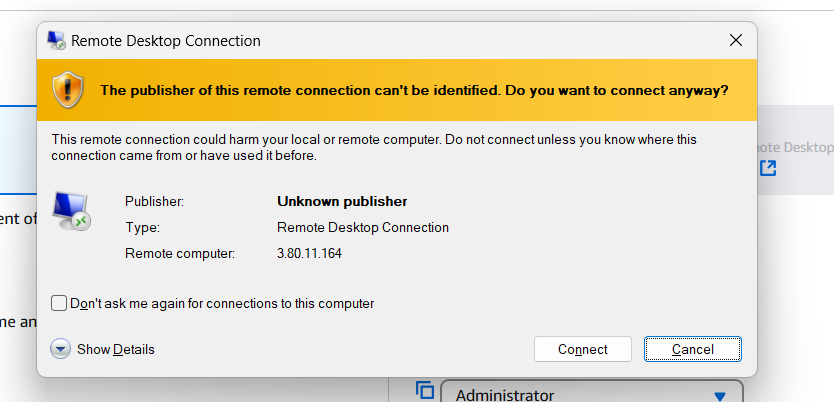 Remote Desktop Connection
The publisher of this remote connection can't be identified. Do you want to connect anyway?
This remote connection could harm your local or remote computer. Do not connect unless you know where this
connection came from or have used it before.
Desktop
Publisher: Unknown publisher
Type: Remote Desktop Connection
ent of
Remote computer: 3.80.11.164
Don't ask me again for connections to this computer
me an
Show Details
Connect
Cancel
Administrator